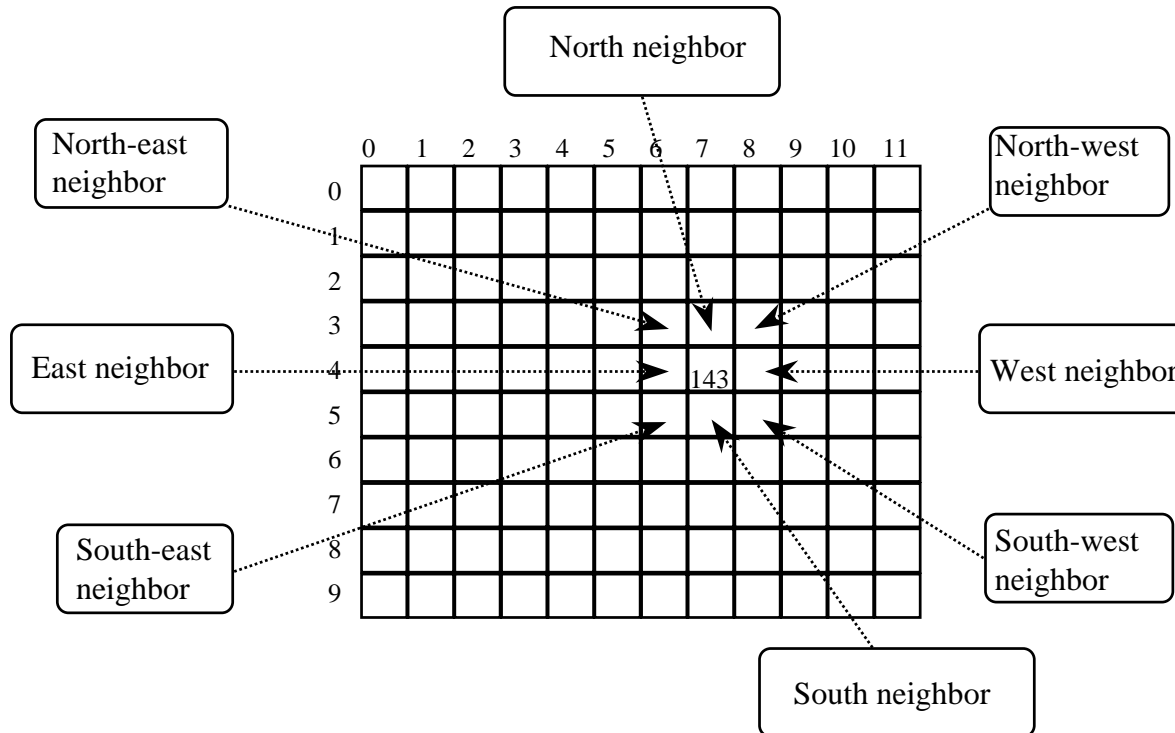 North neighbor
North-east
neighbor
North-west
neighbor
0 1 2 3 4 5 6 7 8 9 10 11
0
1
2
3
East neighbor
4
143
West neighbor
5
6
7
8
South-east
neighbor
South-west
neighbor
9
South neighbor